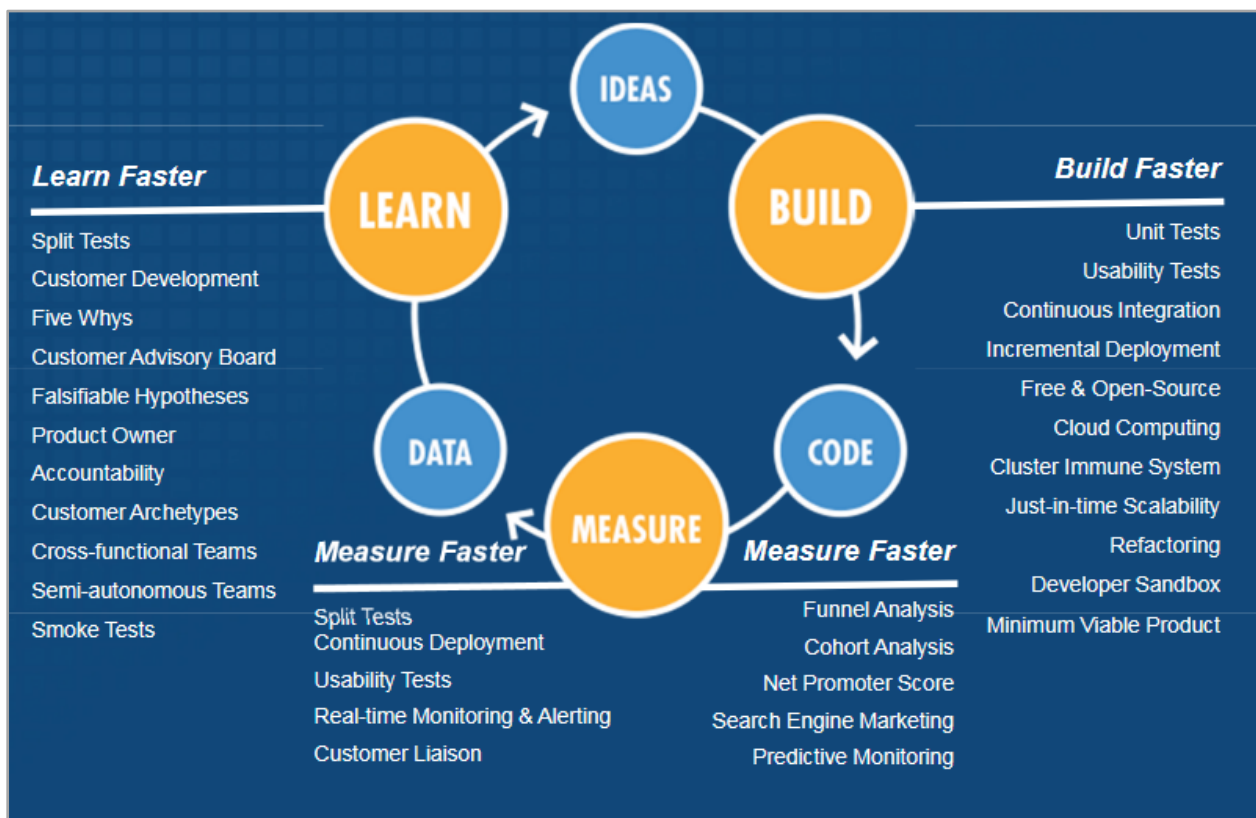 IDEAS
LEARN
BUILD
Learn Faster
Split Tests
Customer Development
Five Whys
Customer Advisory Board
Falsifiable Hypotheses
Product Owner
Accountability
Customer Archetypes
Cross-functional Teams
Semi-autonomous Teams
Smoke Tests
Build Faster
Unit Tests
Usability Tests
Continuous Integration
Incremental Deployment
Free & Open-Source
Cloud Computing
Cluster Immune System
Just-in-time Scalability
Refactoring
Developer Sandbox
Minimum Viable Product
DATA
CODE
MEASURE
Measure Faster
Split Tests
Continuous Deployment
Usability Tests
Real-time Monitoring & Alerting
Customer Liaison
Measure Faster
Funnel Analysis
Cohort Analysis
Net Promoter Score
Search Engine Marketing
Predictive Monitoring